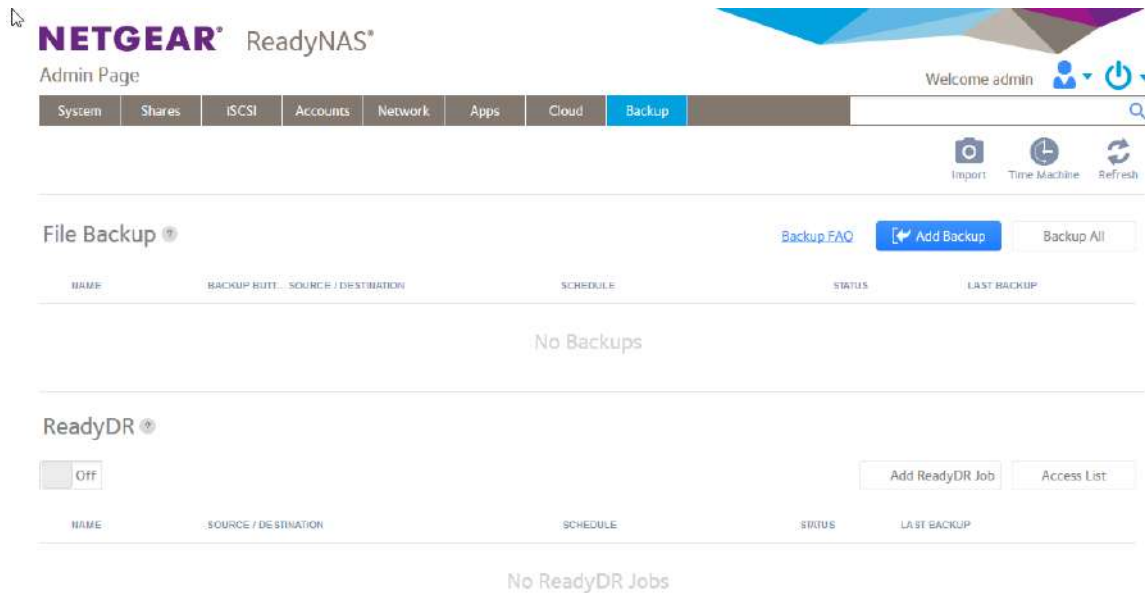 NETGEAR® ReadyNAS®
Admin Page
Welcome admin
System Shares iSCSI Accounts Network Apps Cloud Backup
Import Time Machine Refresh
File Backup ?
Backup FAQ Add Backup Backup All
NAME BACKUP BUTT... SOURCE / DESTINATION SCHEDULE STATUS LAST BACKUP
No Backups
ReadyDR ?
Off Add ReadyDR Job Access List
NAME SOURCE / DESTINATION SCHEDULE STATUS LAST BACKUP
No ReadyDR Jobs